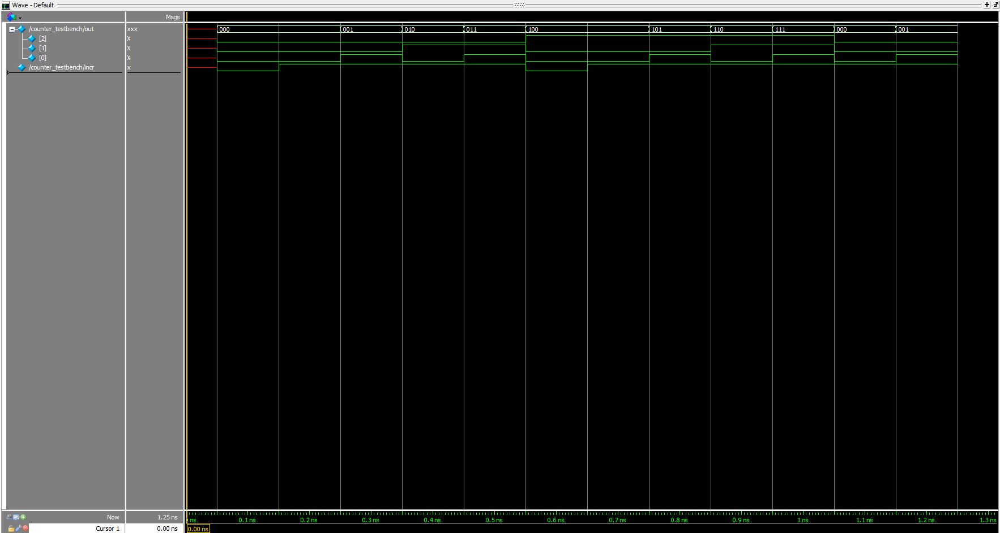 Wave - Default
Msgs
/counter_testbench/out xxx 000 001 010 011 100 101 110 111 000 001
[2] X
[1] X
[0] X
/counter_testbench/incr x
Now 1.25 ns ns 0.1 ns 0.2 ns 0.3 ns 0.4 ns 0.5 ns 0.6 ns 0.7 ns 0.8 ns 0.9 ns 1 ns 1.1 ns 1.2 ns 1.3 ns
Cursor 1 0.00 ns 0.00 ns